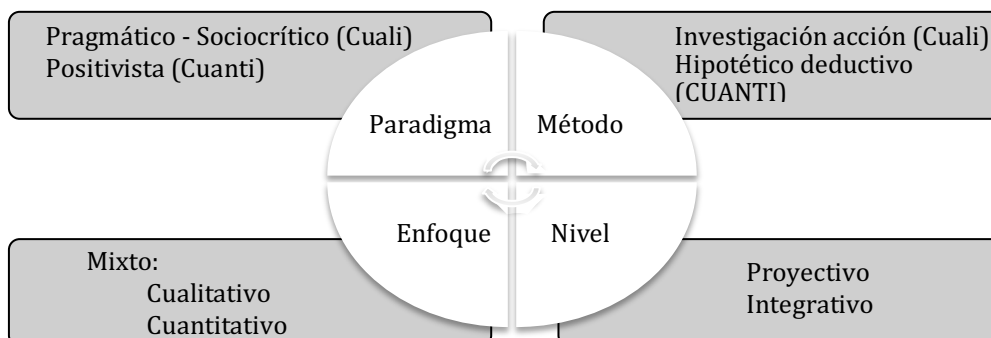 Pragmático - Sociocrítico (Cuali)
Positivista (Cuanti)
Investigación acción (Cuali)
Hipotético deductivo
(CUANTI)
Paradigma
Método
Enfoque
Nivel
Mixto:
Cualitativo
Cuantitativo
Proyectivo
Integrativo